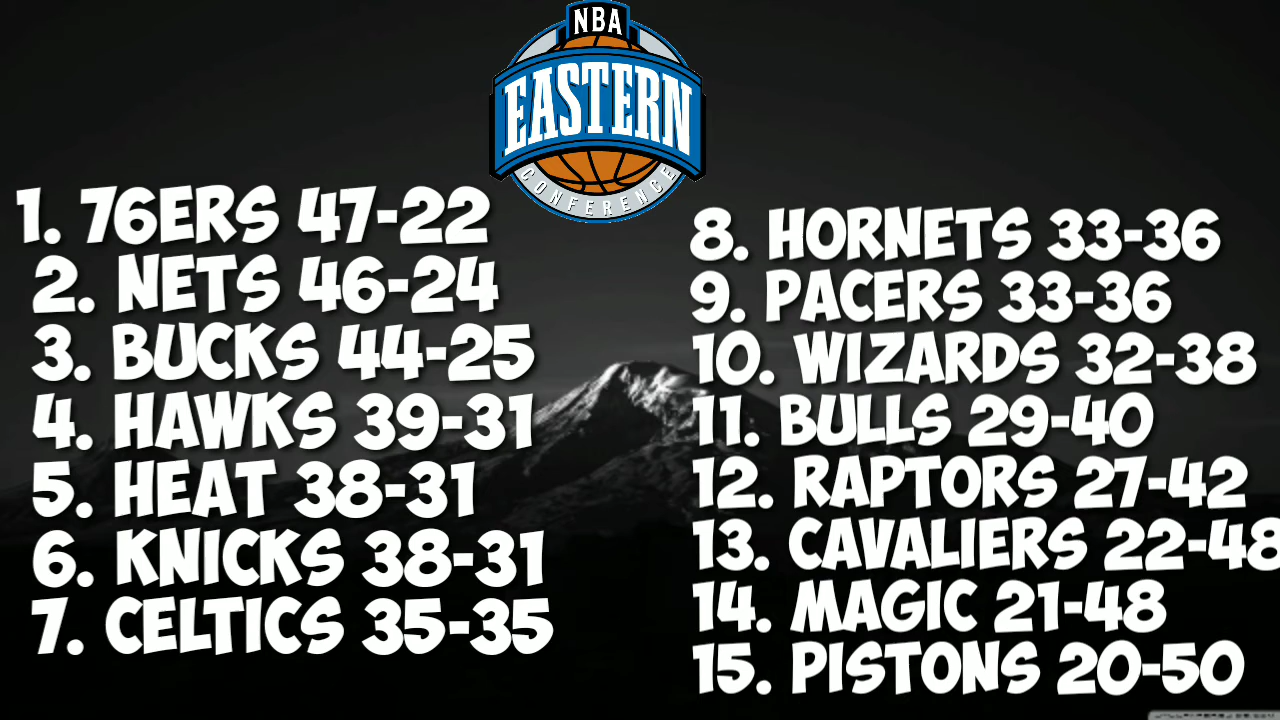 NBA
EASTERN
CONFERENCE
1. 76ERS 47-22
2. NETS 46-24
3. BUCKS 44-25
4. HAWKS 39-31
5. HEAT 38-31
6. KNICKS 38-31
7. CELTICS 35-35
8. HORNETS 33-36
9. PACERS 33-36
10. WIZARDS 32-38
11. BULLS 29-40
12. RAPTORS 27-42
13. CAVALIERS 22-48
14. MAGIC 21-48
15. PISTONS 20-50